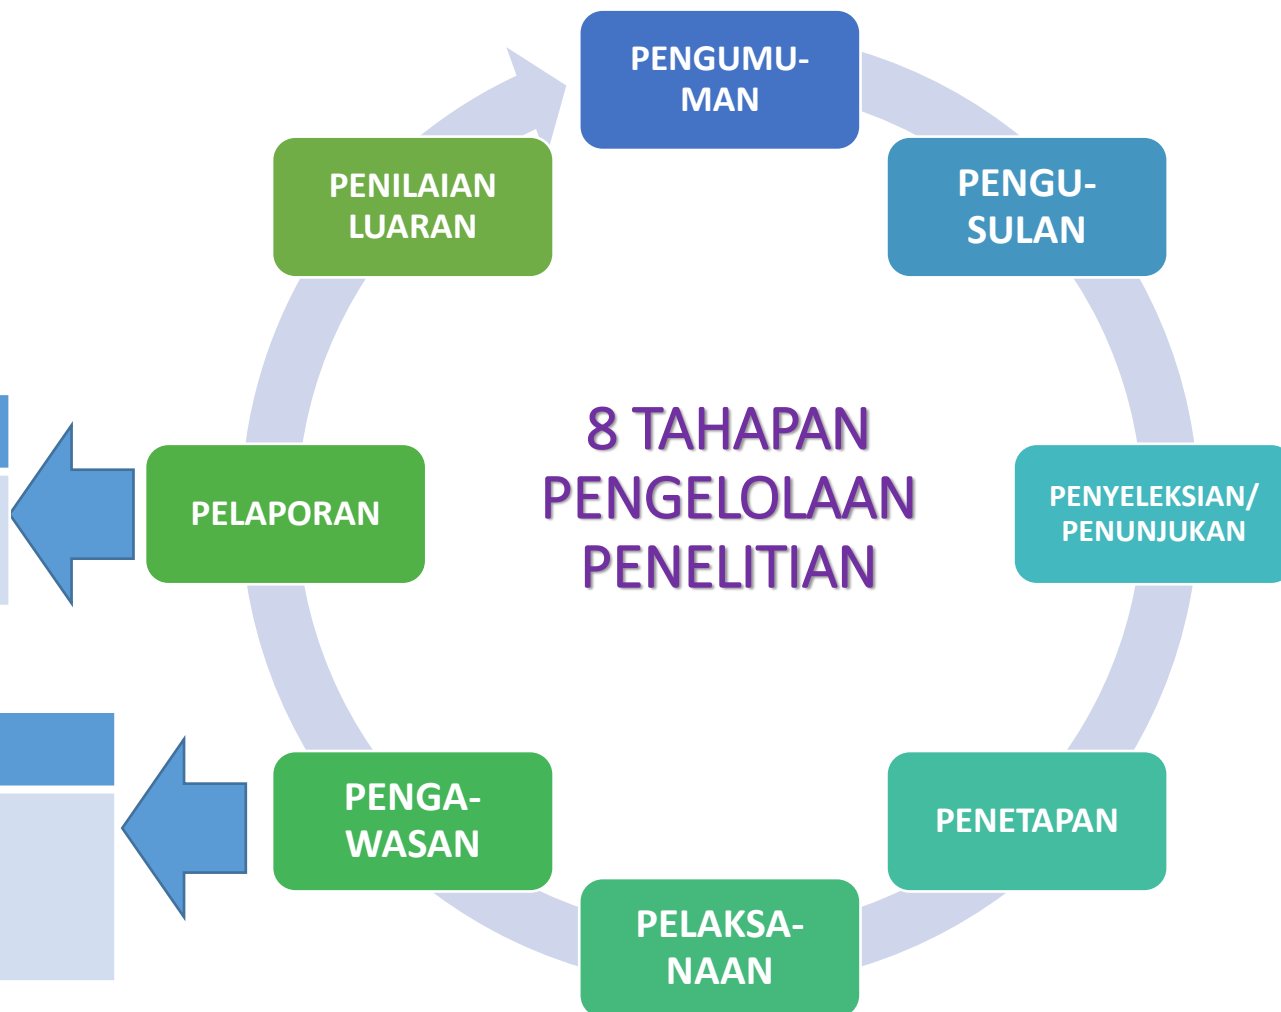 PENGUMU-
MAN
PENGU-
SULAN
PENYELEKSIAN/
PENUNJUKAN
PENETAPAN
PELAKSA-
NAAN
PENGA-
WASAN
PELAPORAN
PENILAIAN
LUARAN
8 TAHAPAN
PENGELOLAAN
PENELITIAN